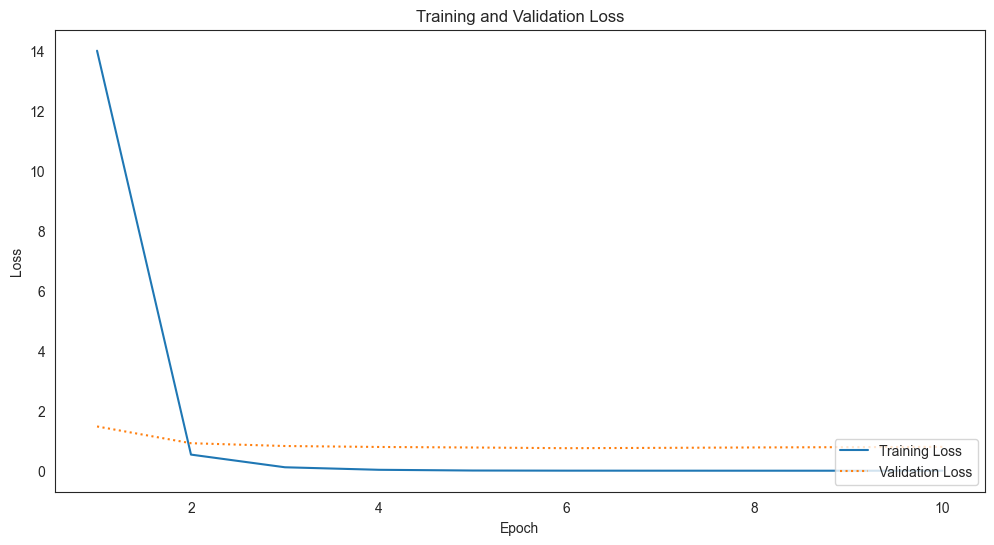 Training and Validation Loss
14
12
10
8
6
4
2
0
Loss
2
4
6
8
10
Epoch
Training Loss
Validation Loss